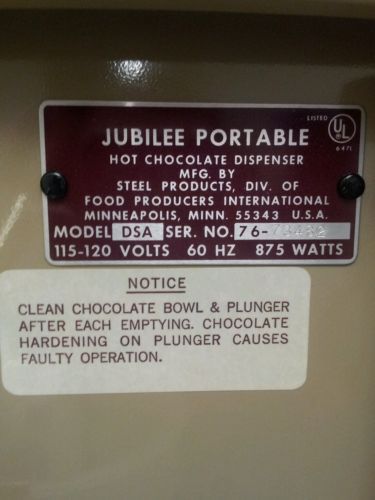 LISTED
UL
647L
JUBILEE PORTABLE
HOT CHOCOLATE DISPENSER
MFG. BY
STEEL PRODUCTS, DIV. OF
FOOD PRODUCERS INTERNATIONAL
MINNEAPOLIS, MINN. 55343 U.S.A.
MODEL DSA SER. NO. 76-
115-120 VOLTS 60 HZ 875 WATTS
NOTICE
CLEAN CHOCOLATE BOWL & PLUNGER
AFTER EACH EMPTYING. CHOCOLATE
HARDENING ON PLUNGER CAUSES
FAULTY OPERATION.